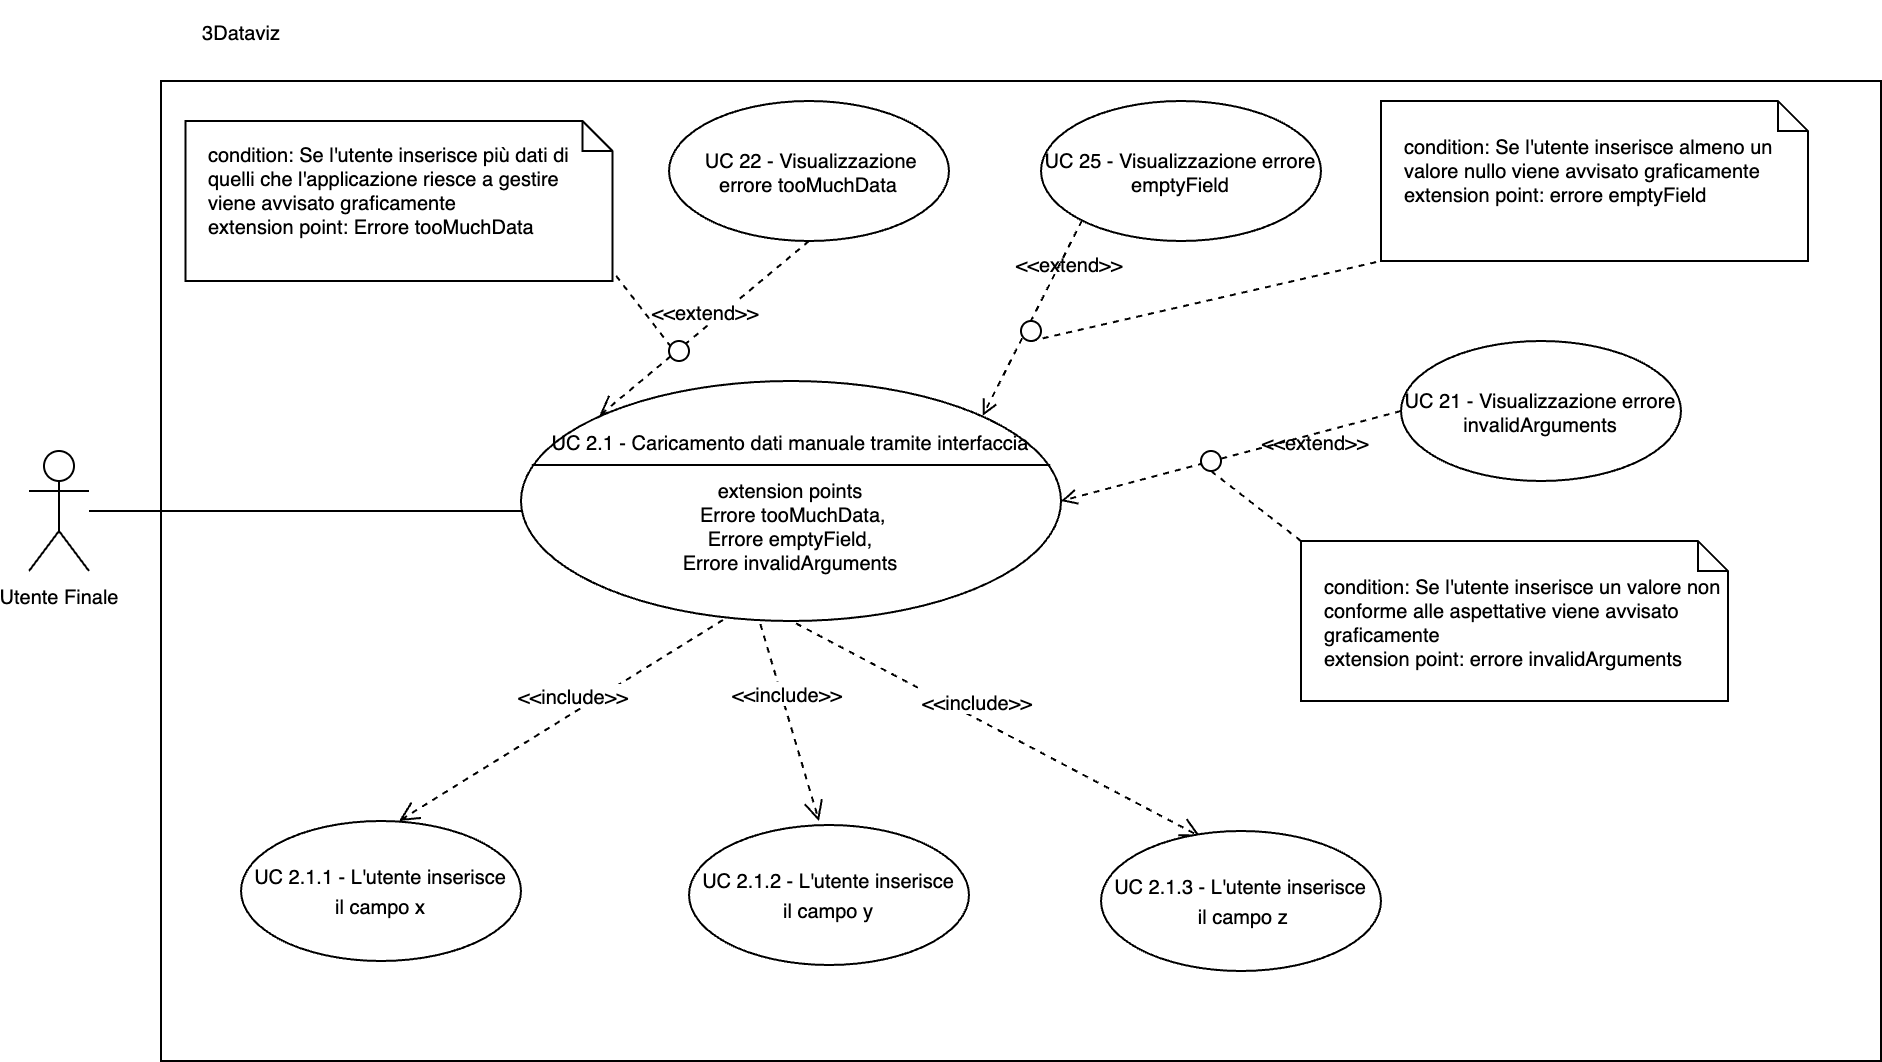 3Dataviz
condition: Se l'utente inserisce più dati di
quelli che l'applicazione riesce a gestire
viene avvisato graficamente
extension point: Errore tooMuchData
UC 22 - Visualizzazione
errore tooMuchData
UC 25 - Visualizzazione errore
emptyField
condition: Se l'utente inserisce almeno un
valore nullo viene avvisato graficamente
extension point: errore emptyField
<<extend>>
<<extend>>
UC 21 - Visualizzazione errore
invalidArguments
<<extend>>
UC 2.1 - Caricamento dati manuale tramite interfaccia
extension points
Errore tooMuchData,
Errore emptyField,
Errore invalidArguments
Utente Finale
condition: Se l'utente inserisce un valore non
conforme alle aspettative viene avvisato
graficamente
extension point: errore invalidArguments
<<include>>
<<include>>
<<include>>
UC 2.1.1 - L'utente inserisce
il campo x
UC 2.1.2 - L'utente inserisce
il campo y
UC 2.1.3 - L'utente inserisce
il campo z